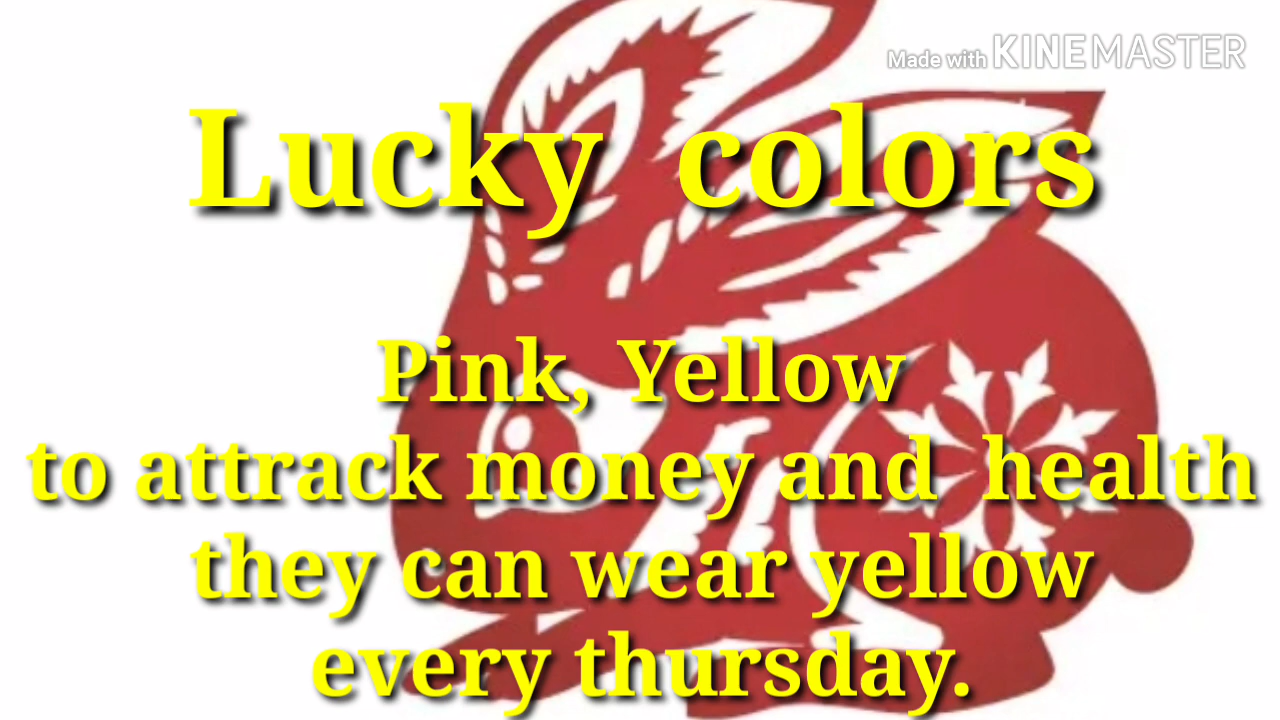 Made with KINEMASTER
Lucky colors
Pink, Yellow
to attrack money and health
they can wear yellow
every thursday.